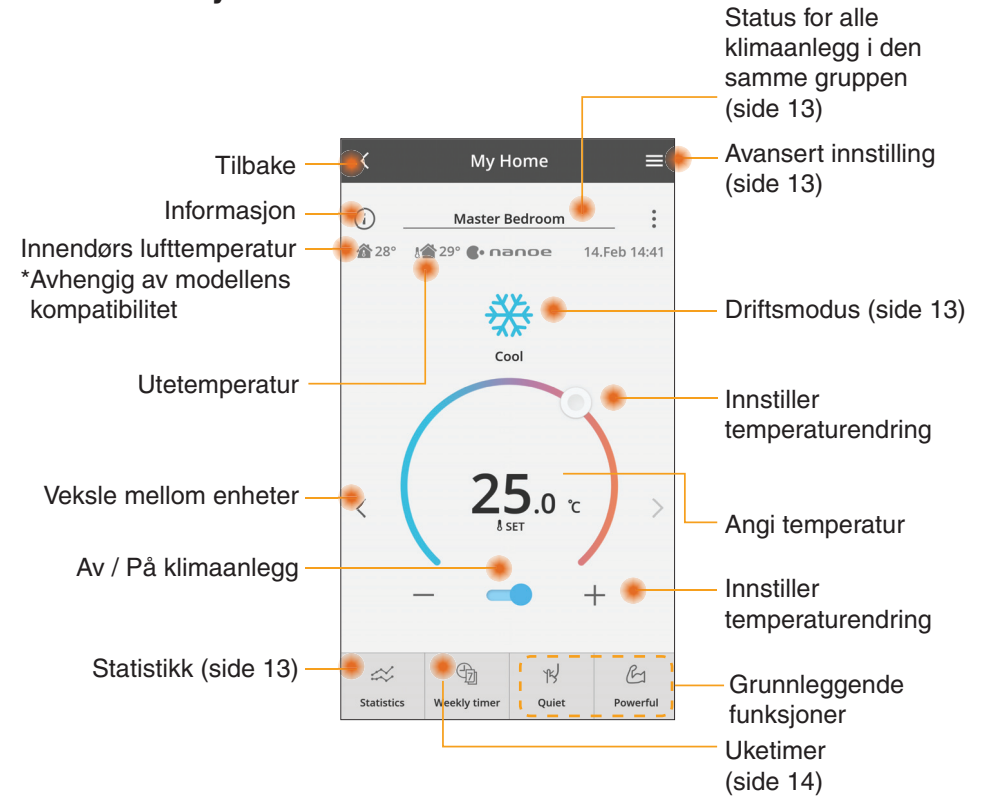 Status for alle
klimaanlegg i den
samme gruppen
(side 13)
Tilbake
My Home
Avansert innstilling
(side 13)
Informasjon
Master Bedroom
Innendørs lufttemperatur
*Avhengig av modellens
kompatibilitet
28°
29°
nanoe
14.Feb 14:41
Driftsmodus (side 13)
Cool
Utetemperatur
Innstiller
temperaturendring
Veksle mellom enheter
25.0 °C
SET
Angi temperatur
Av / På klimaanlegg
Innstiller
temperaturendring
Statistikk (side 13)
7
Statistics
Weekly timer
Quiet
Powerful
Grunnleggende
funksjoner
Uketimer
(side 14)